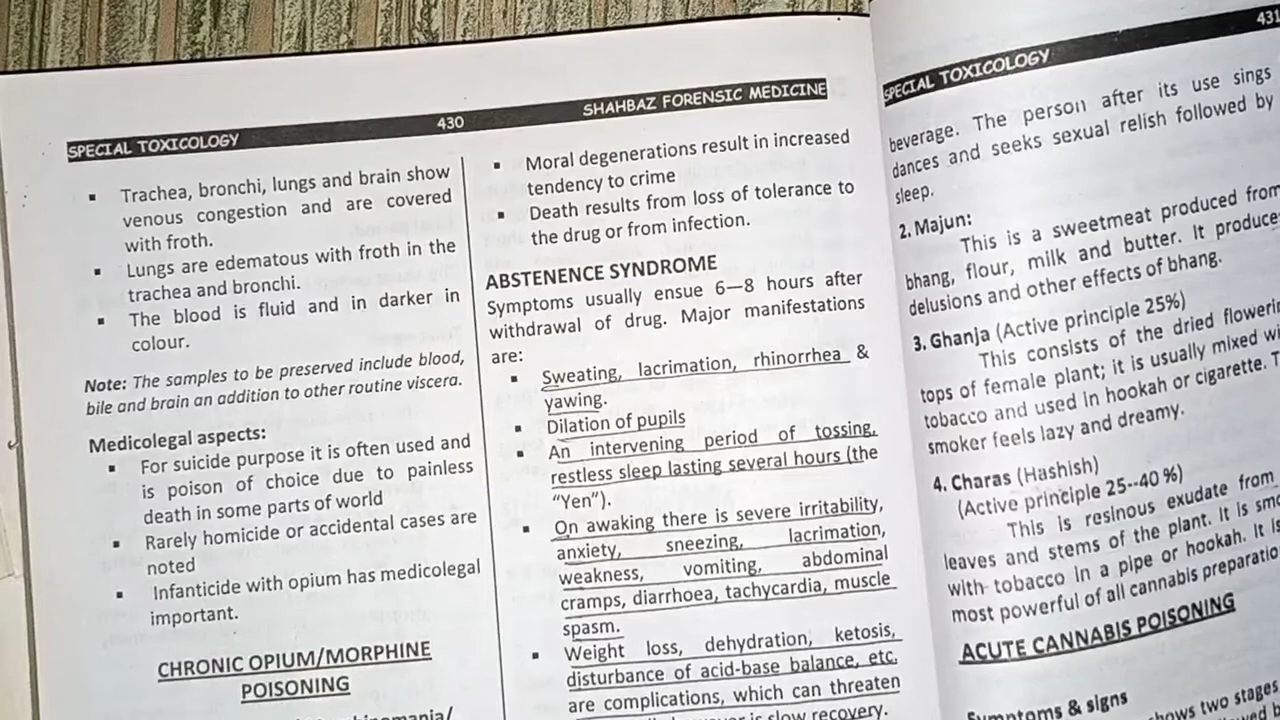 SPECIAL TOXICOLOGY 430 SHAHBAZ FORENSIC MEDICINE
▪ Trachea, bronchi, lungs and brain show
venous congestion and are covered
with froth.
▪ Lungs are edematous with froth in the
trachea and bronchi.
▪ The blood is fluid and in darker in
colour.
Note: The samples to be preserved include blood,
bile and brain an addition to other routine viscera.
Medicolegal aspects:
▪ For suicide purpose it is often used and
is poison of choice due to painless
death in some parts of world
▪ Rarely homicide or accidental cases are
noted
▪ Infanticide with opium has medicolegal
important.
CHRONIC OPIUM/MORPHINE
POISONING
▪ Moral degenerations result in increased
tendency to crime
▪ Death results from loss of tolerance to
the drug or from infection.
ABSTENENCE SYNDROME
Symptoms usually ensue 6—8 hours after
withdrawal of drug. Major manifestations
are:
▪ Sweating, lacrimation, rhinorrhea &
yawing.
▪ Dilation of pupils
▪ An intervening period of tossing,
restless sleep lasting several hours (the
"Yen").
▪ On awaking there is severe irritability,
anxiety, sneezing, lacrimation,
weakness, vomiting, abdominal
cramps, diarrhoea, tachycardia, muscle
spasm.
▪ Weight loss, dehydration, ketosis,
disturbance of acid-base balance, etc.
are complications, which can threaten
is slow recovery.
SPECIAL TOXICOLOGY 431
beverage. The person after its use sings
dances and seeks sexual relish followed by
sleep.
2. Majun:
This is a sweetmeat produced from
bhang, flour, milk and butter. It
delusions and other effects of bhang.
3. Ghanja (Active principle 25%)
This consists of the dried
tops of female plant; it is usually mixed
tobacco and used in hookah or cigarette.
smoker feels lazy and dreamy.
4. Charas (Hashish)
(Active principle 25--40 %)
This is resinous exudate from
leaves and stems of the plant. It is
with tobacco in a pipe or hookah. It
most powerful of all cannabis
ACUTE CANNABIS POISONING
Symptoms & signs
two stages